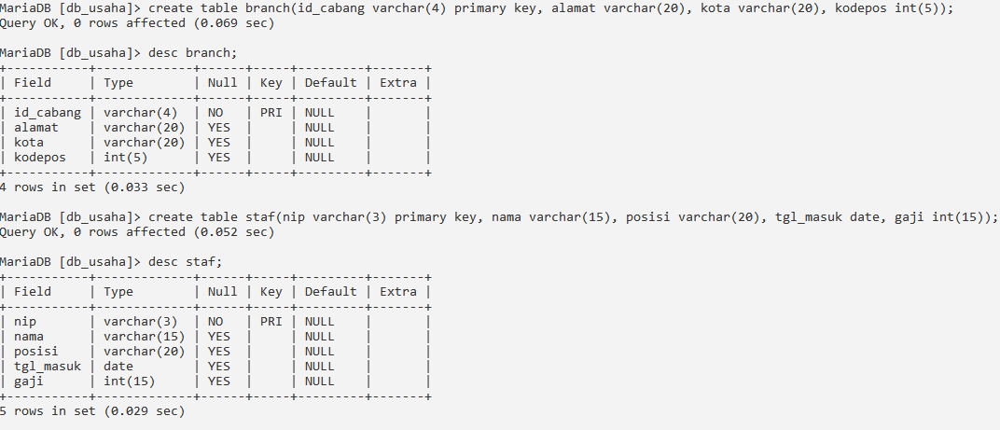 MariaDB [db_usaha]> create table branch(id_cabang varchar(4) primary key, alamat varchar(20), kota varchar(20), kodepos int(5));
Query OK, 0 rows affected (0.069 sec)
MariaDB [db_usaha]> desc branch;
+-----------+-------------+------+-----+---------+-------+
| Field     | Type        | Null | Key | Default | Extra |
+-----------+-------------+------+-----+---------+-------+
| id_cabang | varchar(4)  | NO   | PRI | NULL    |       |
| alamat    | varchar(20) | YES  |     | NULL    |       |
| kota      | varchar(20) | YES  |     | NULL    |       |
| kodepos   | int(5)      | YES  |     | NULL    |       |
+-----------+-------------+------+-----+---------+-------+
4 rows in set (0.033 sec)
MariaDB [db_usaha]> create table staf(nip varchar(3) primary key, nama varchar(15), posisi varchar(20), tgl_masuk date, gaji int(15));
Query OK, 0 rows affected (0.052 sec)
MariaDB [db_usaha]> desc staf;
+-----------+-------------+------+-----+---------+-------+
| Field     | Type        | Null | Key | Default | Extra |
+-----------+-------------+------+-----+---------+-------+
| nip       | varchar(3)  | NO   | PRI | NULL    |       |
| nama      | varchar(15) | YES  |     | NULL    |       |
| posisi    | varchar(20) | YES  |     | NULL    |       |
| tgl_masuk | date        | YES  |     | NULL    |       |
| gaji      | int(15)     | YES  |     | NULL    |       |
+-----------+-------------+------+-----+---------+-------+
5 rows in set (0.029 sec)